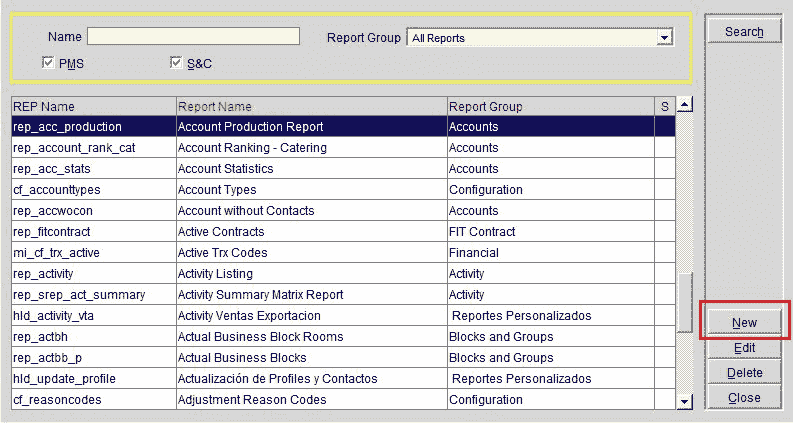 Name
Report Group All Reports
Search
PMS
S&C
REP Name Report Name Report Group S
rep_acc_production Account Production Report Accounts
rep_account_rank_cat Account Ranking - Catering Accounts
rep_acc_stats Account Statistics Accounts
cf_accounttypes Account Types Configuration
rep_accwocon Account without Contacts Accounts
rep_fitcontract Active Contracts FIT Contract
mi_cf_trx_active Active Trx Codes Financial
rep_activity Activity Listing Activity
rep_srep_act_summary Activity Summary Matrix Report Activity
hld_activity_vta Activity Ventas Exportacion Reportes Personalizados
rep_actbh Actual Business Block Rooms Blocks and Groups
rep_actbb_p Actual Business Blocks Blocks and Groups
hld_update_profile Actualización de Profiles y Contactos Reportes Personalizados
cf_reasoncodes Adjustment Reason Codes Configuration
New
Edit
Delete
Close